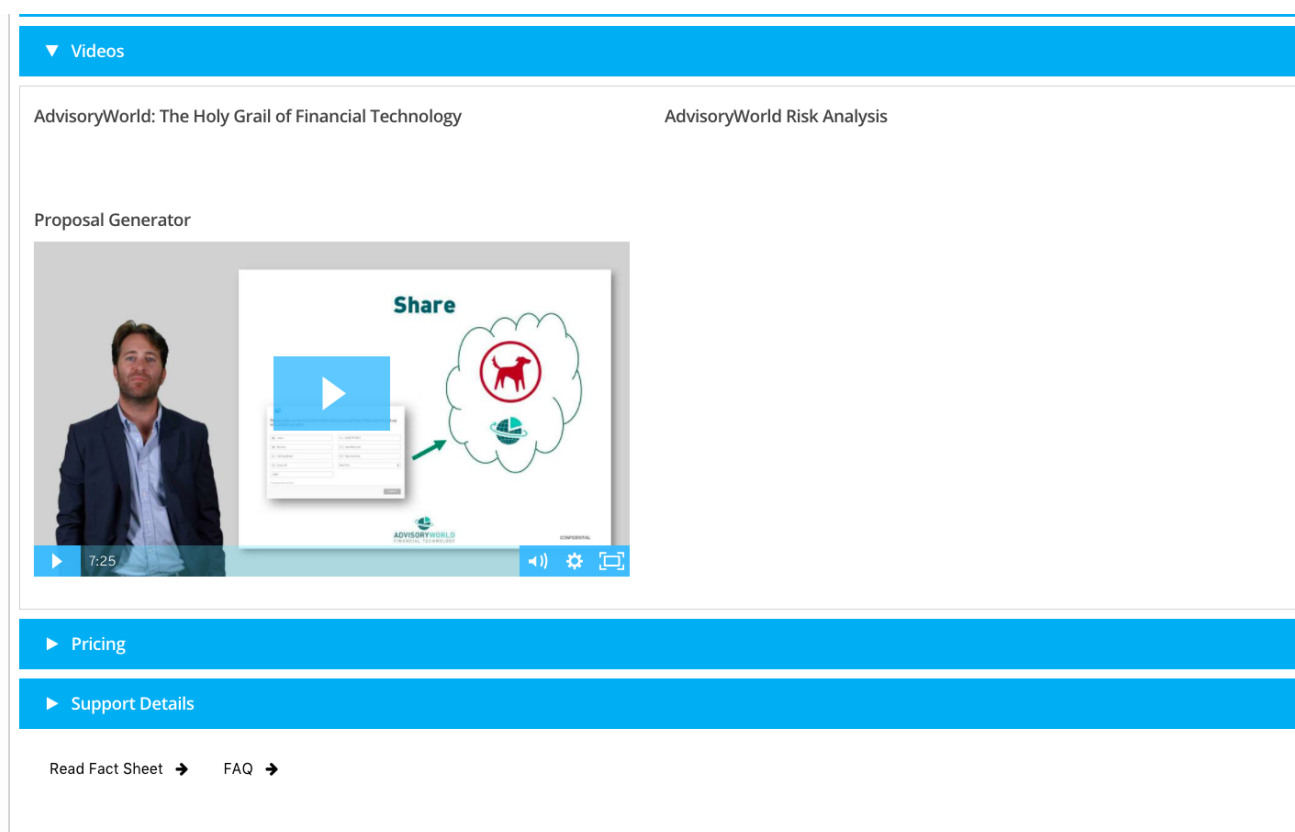 Videos
AdvisoryWorld: The Holy Grail of Financial Technology
AdvisoryWorld Risk Analysis
Proposal Generator
Share
ADVISORYWORLD
FINANCIAL TECHNOLOGY
CONFIDENTIAL
7:25
Pricing
Support Details
Read Fact Sheet
FAQ